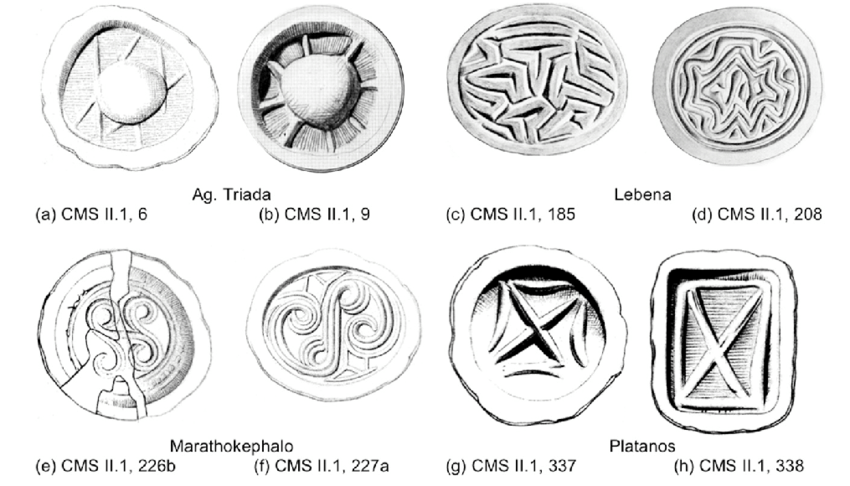 Ag. Triada
Lebena
(a) CMS II.1, 6
(b) CMS II.1, 9
(c) CMS II.1, 185
(d) CMS II.1, 208
Marathokephalo
Platanos
(e) CMS II.1, 226b
(f) CMS II.1, 227a
(g) CMS II.1, 337
(h) CMS II.1, 338